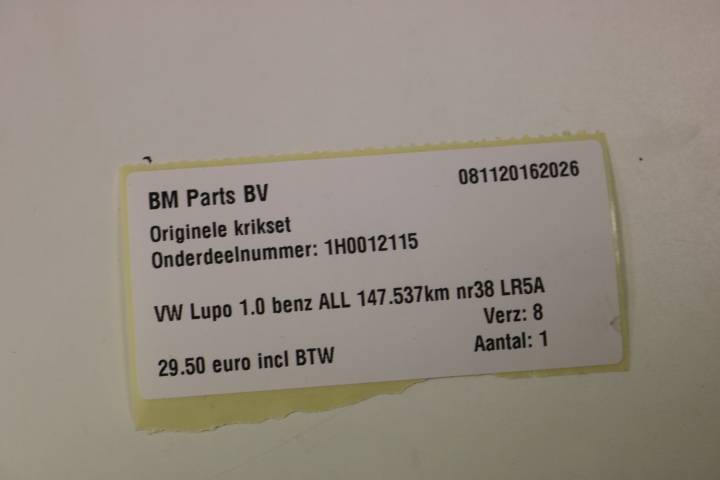 BM Parts BV 081120162026
Originele krikset
Onderdeelnummer: 1H0012115
VW Lupo 1.0 benz ALL 147.537km nr38 LR5A
Verz: 8
29.50 euro incl BTW Aantal: 1